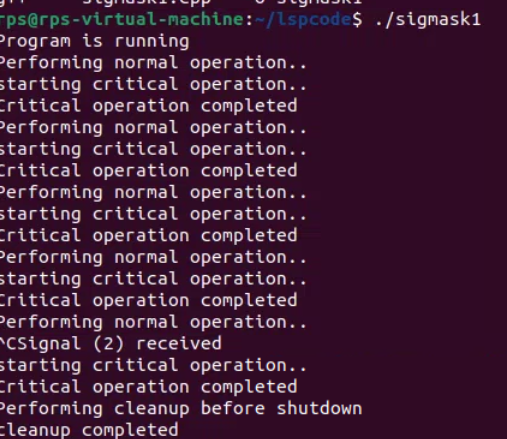 rps@rps-virtual-machine:~/lspcode$ ./sigmask1
Program is running
Performing normal operation..
starting critical operation..
Critical operation completed
Performing normal operation..
starting critical operation..
Critical operation completed
Performing normal operation..
starting critical operation..
Critical operation completed
Performing normal operation..
starting critical operation..
Critical operation completed
Performing normal operation..
^CSignal (2) received
starting critical operation..
Critical operation completed
Performing cleanup before shutdown
cleanup completed